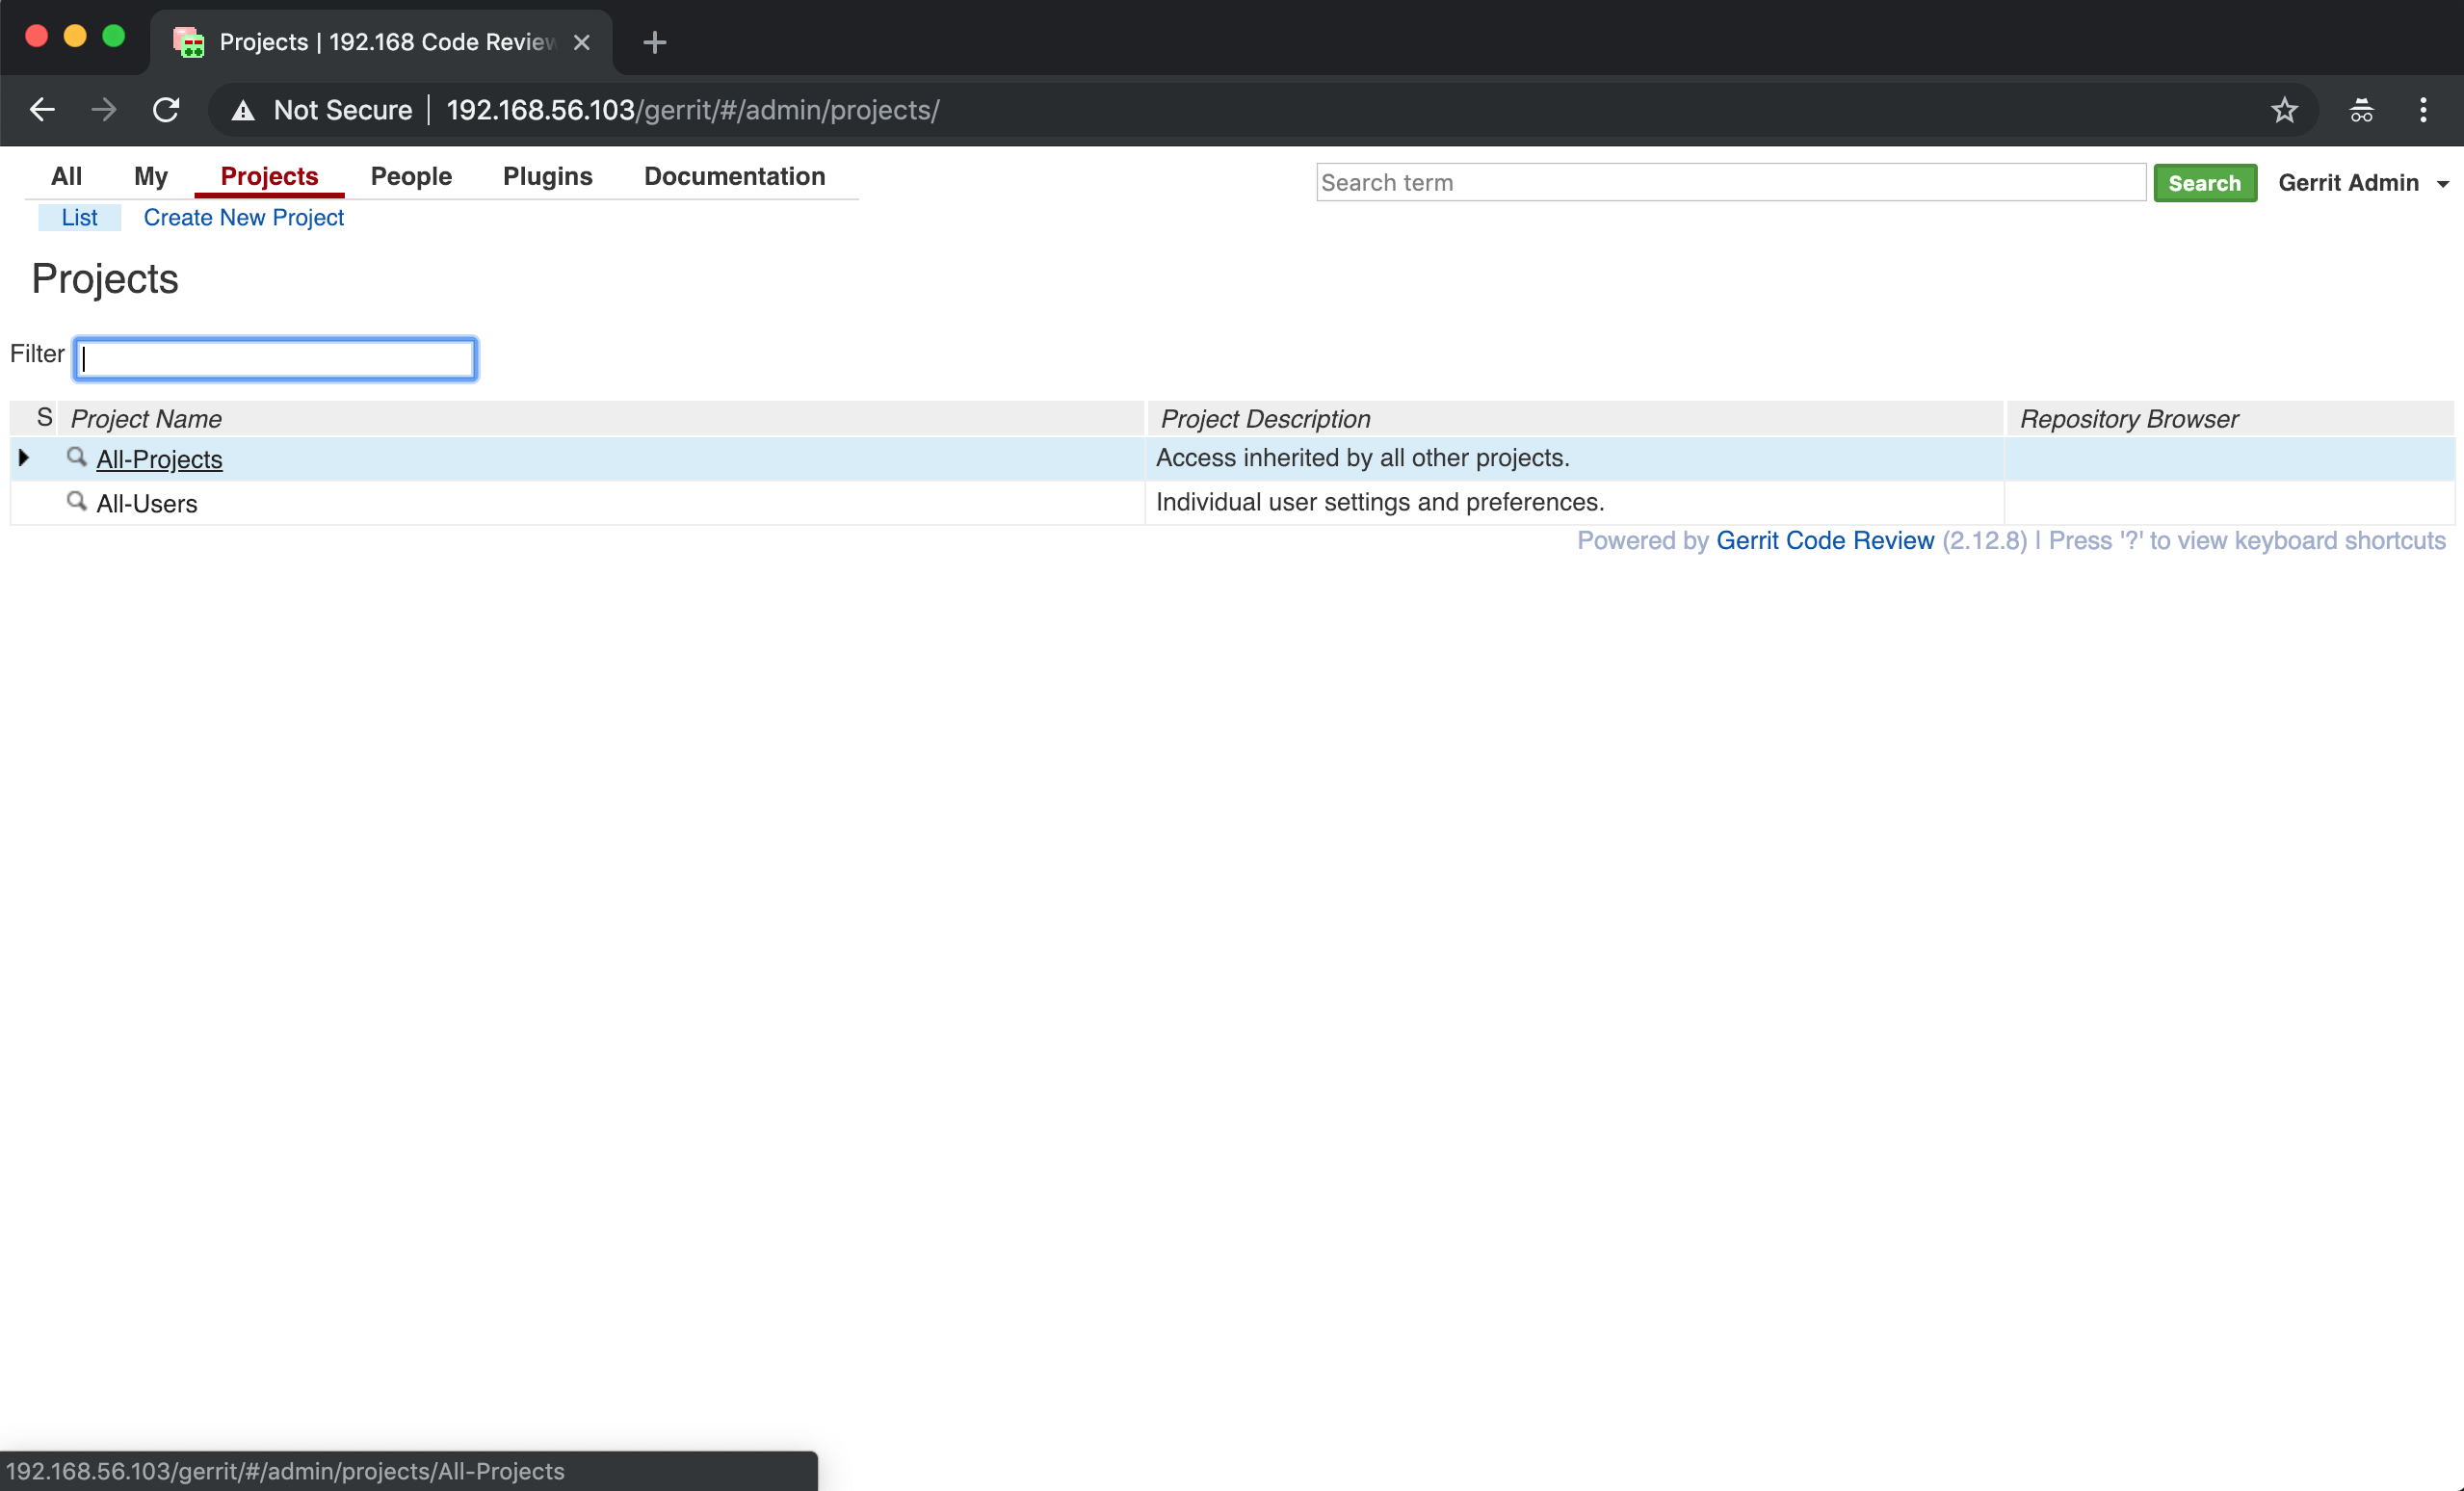 Projects | 192.168 Code Review
Not Secure | 192.168.56.103/gerrit/#/admin/projects/
All My Projects People Plugins Documentation
Search term Search Gerrit Admin
List Create New Project
Projects
Filter
S Project Name Project Description Repository Browser
All-Projects Access inherited by all other projects.
All-Users Individual user settings and preferences.
Powered by Gerrit Code Review (2.12.8) | Press '?' to view keyboard shortcuts
192.168.56.103/gerrit/#/admin/projects/All-Projects